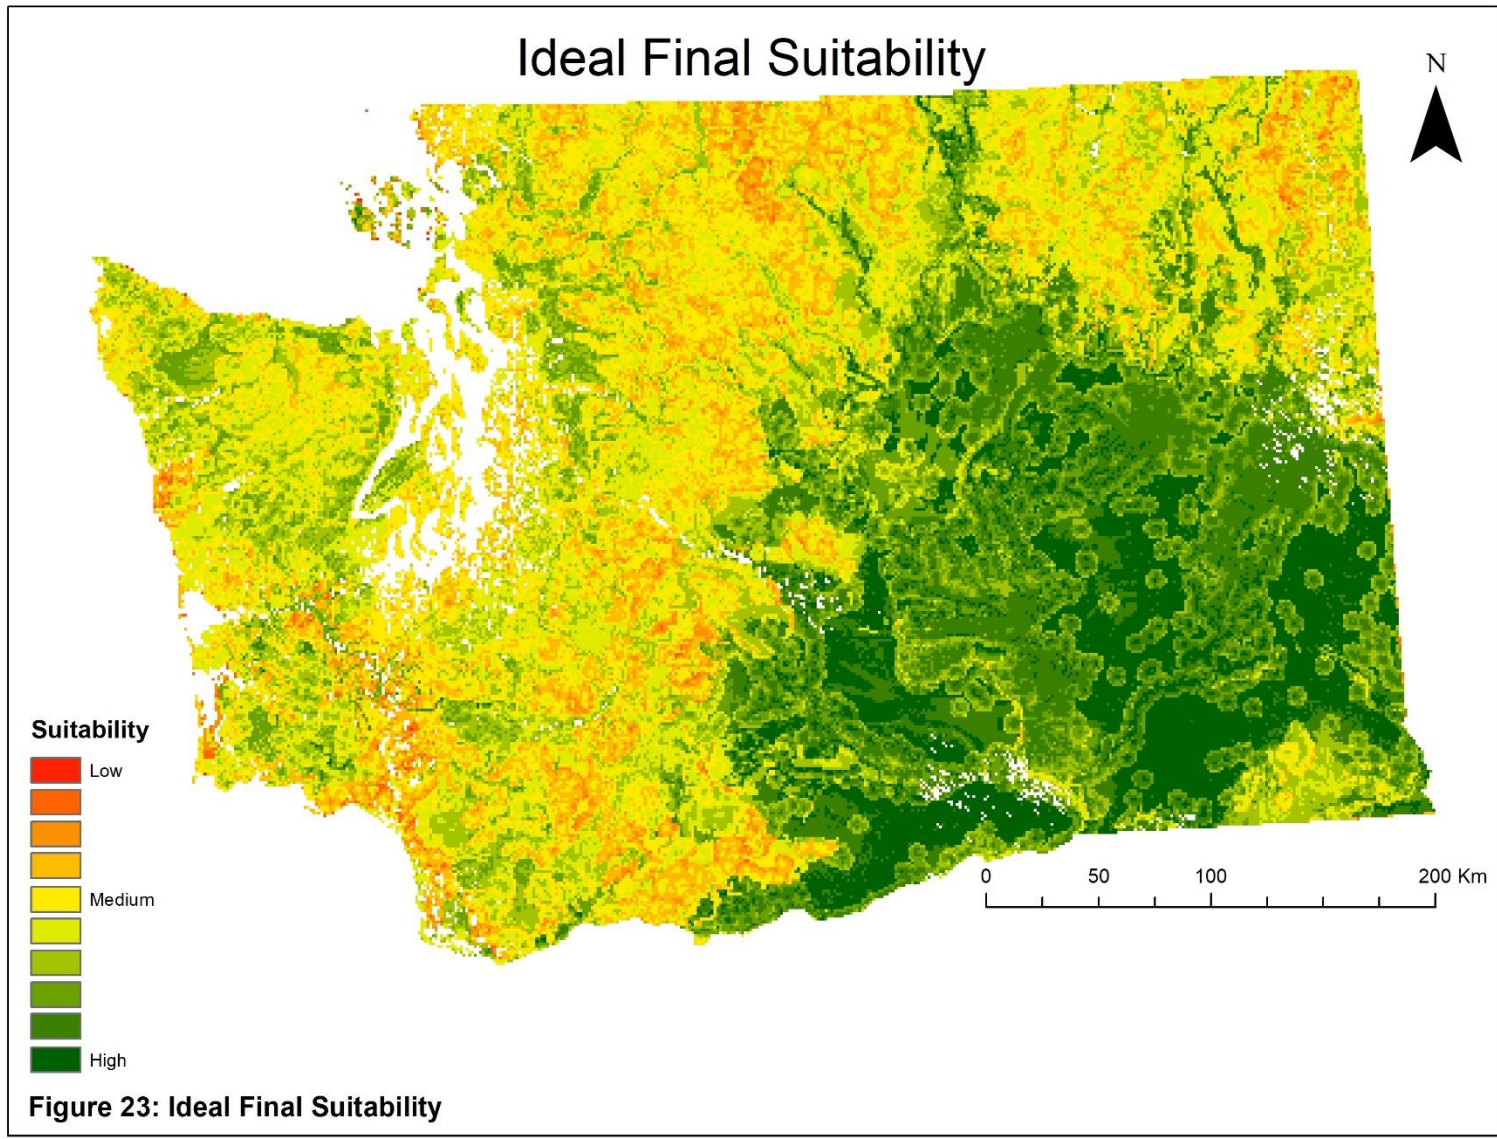 Ideal Final Suitability
N
Suitability
Low
Medium
High
0 50 100 200 Km
Figure 23: Ideal Final Suitability